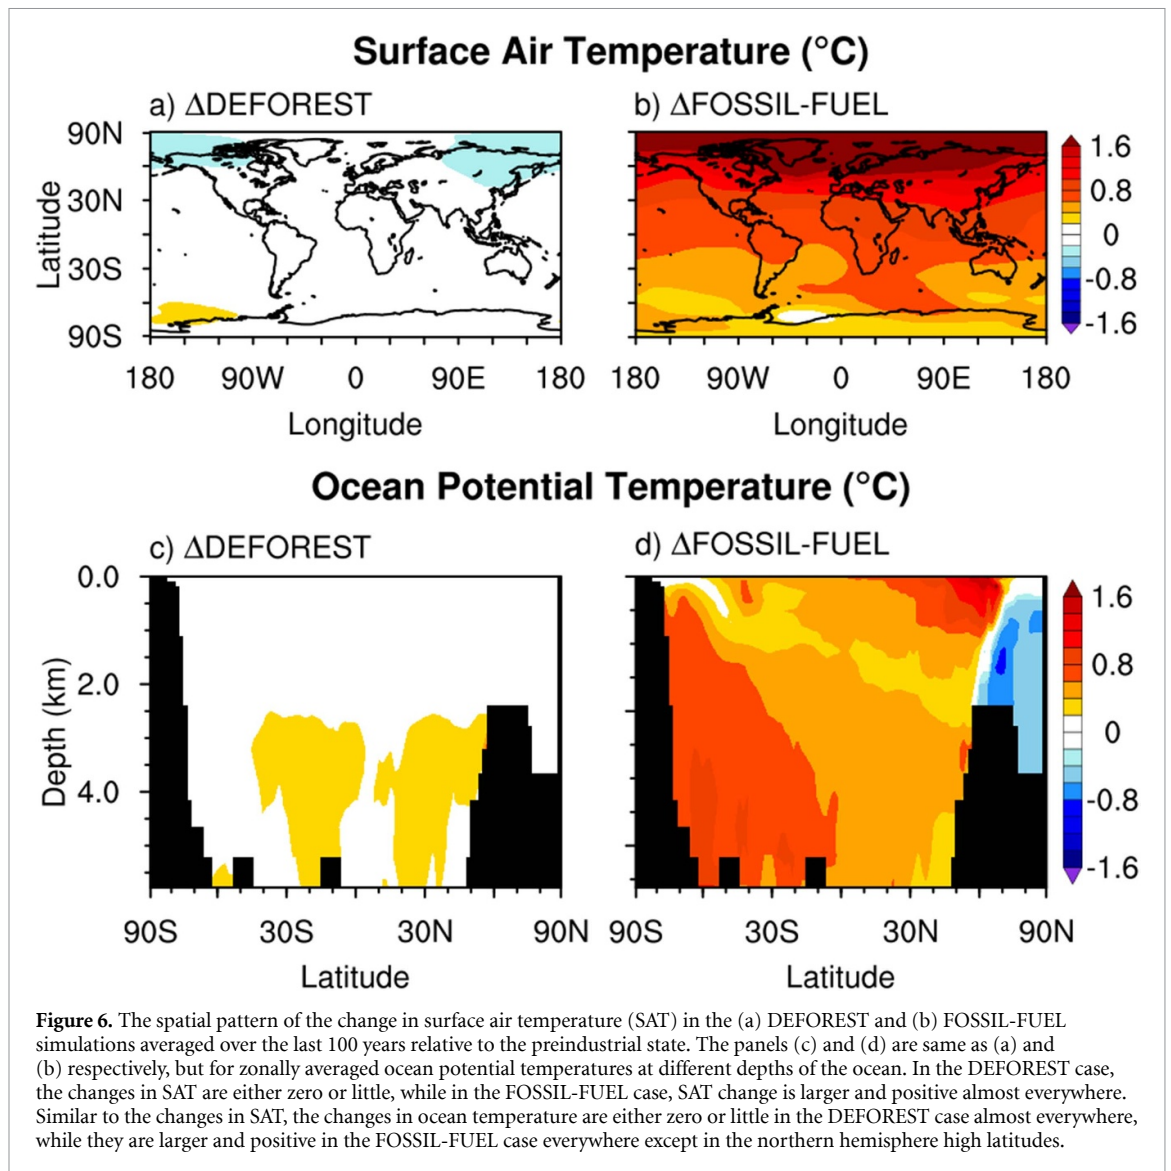 Surface Air Temperature (°C)
a) ΔDEFOREST
b) ΔFOSSIL-FUEL
90N
30N
30S
90S
Latitude
180 90W 0 90E 180
Longitude
180 90W 0 90E 180
Longitude
1.6
0.8
0
-0.8
-1.6
Ocean Potential Temperature (°C)
c) ΔDEFOREST
d) ΔFOSSIL-FUEL
0.0
2.0
4.0
Depth (km)
90S 30S 30N 90N
Latitude
90S 30S 30N 90N
Latitude
1.6
0.8
0
-0.8
-1.6
Figure 6. The spatial pattern of the change in surface air temperature (SAT) in the (a) DEFOREST and (b) FOSSIL-FUEL
simulations averaged over the last 100 years relative to the preindustrial state. The panels (c) and (d) are same as (a) and
(b) respectively, but for zonally averaged ocean potential temperatures at different depths of the ocean. In the DEFOREST case,
the changes in SAT are either zero or little, while in the FOSSIL-FUEL case, SAT change is larger and positive almost everywhere.
Similar to the changes in SAT, the changes in ocean temperature are either zero or little in the DEFOREST case almost everywhere,
while they are larger and positive in the FOSSIL-FUEL case everywhere except in the northern hemisphere high latitudes.